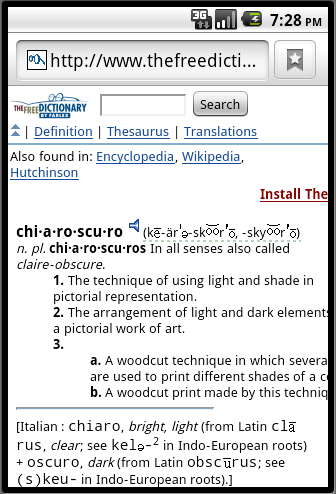 3G 7:28 PM
http://www.thefreedicti...
THE FREE DICTIONARY BY FARLEX Search
| Definition | Thesaurus | Translations
Also found in: Encyclopedia, Wikipedia,
Hutchinson
Install The
chi·a·ro·scu·ro (kē-är′ə-sko͝or′ō, -skyo͝or′ō)
n. pl. chi·a·ro·scu·ros In all senses also called
claire-obscure.
1. The technique of using light and shade in
pictorial representation.
2. The arrangement of light and dark elements
a pictorial work of art.
3.
a. A woodcut technique in which severa
are used to print different shades of a c
b. A woodcut print made by this techniq
[Italian : chiaro, bright, light (from Latin clā
rus, clear; see kelə-² in Indo-European roots)
+ oscuro, dark (from Latin obscūrus; see
(s)keu- in Indo-European roots).]